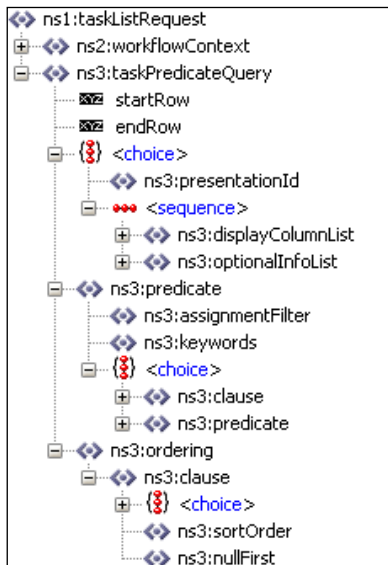 ns1:taskListRequest
ns2:workflowContext
ns3:taskPredicateQuery
startRow
endRow
<choice>
ns3:presentationId
<sequence>
ns3:displayColumnList
ns3:optionalInfoList
ns3:predicate
ns3:assignmentFilter
ns3:keywords
<choice>
ns3:clause
ns3:predicate
ns3:ordering
ns3:clause
<choice>
ns3:sortOrder
ns3:nullFirst